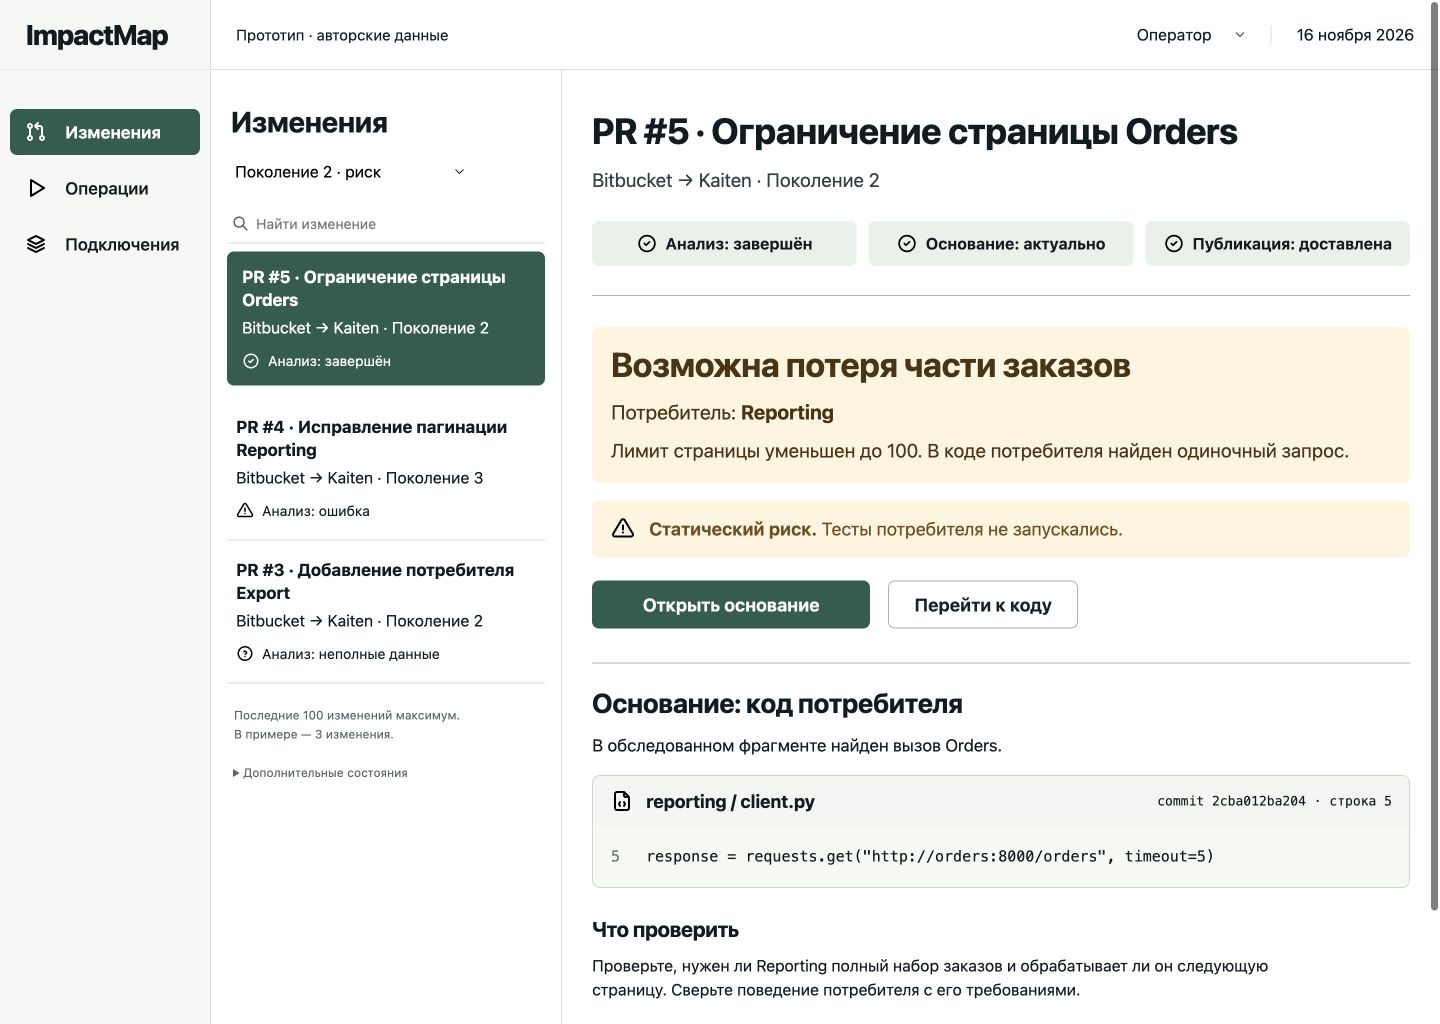 ImpactMap
Прототип · авторские данные
Оператор
16 ноября 2026
Изменения
Операции
Подключения
Изменения
Поколение 2 · риск
Найти изменение
PR #5 · Ограничение страницы
Orders
Bitbucket → Kaiten · Поколение 2
Анализ: завершён
PR #4 · Исправление пагинации
Reporting
Bitbucket → Kaiten · Поколение 3
Анализ: ошибка
PR #3 · Добавление потребителя
Export
Bitbucket → Kaiten · Поколение 2
Анализ: неполные данные
Последние 100 изменений максимум.
В примере — 3 изменения.
Дополнительные состояния
PR #5 · Ограничение страницы Orders
Bitbucket → Kaiten · Поколение 2
Анализ: завершён
Основание: актуально
Публикация: доставлена
Возможна потеря части заказов
Потребитель: Reporting
Лимит страницы уменьшен до 100. В коде потребителя найден одиночный запрос.
Статический риск. Тесты потребителя не запускались.
Открыть основание
Перейти к коду
Основание: код потребителя
В обследованном фрагменте найден вызов Orders.
reporting / client.py
commit 2cba012ba204 · строка 5
5 response = requests.get("http://orders:8000/orders", timeout=5)
Что проверить
Проверьте, нужен ли Reporting полный набор заказов и обрабатывает ли он следующую
страницу. Сверьте поведение потребителя с его требованиями.